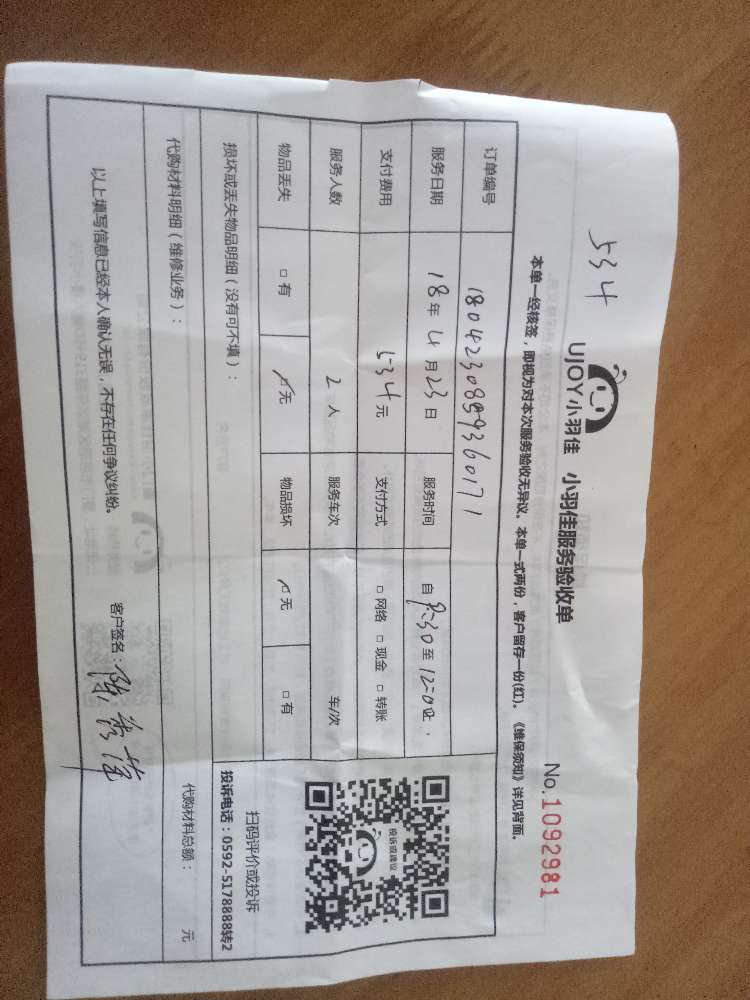 534
UJOY小羽佳 小羽佳服务验收单 No.1092981
本单一经核签，即视为对本次服务验收无异议。本单一式两份，客户留存一份(红)。《维保须知》详见背面。
订单编号
服务日期 18年4月23日 服务时间 自9:30至12:00止.
支付费用 534元 支付方式 □网络 □现金 □转账
服务人数 2人 服务车次 车/次
物品丢失 □有 ☑无 物品损坏 ☑无 □有
投诉或建议
损坏或丢失物品明细（没有可不填）：
扫码评价或投诉
投诉电话：0592-5178888转2
代购材料明细（维修业务）： 代购材料总额： 元
以上填写信息已经本人确认无误，不存在任何争议纠纷。
客户签名：